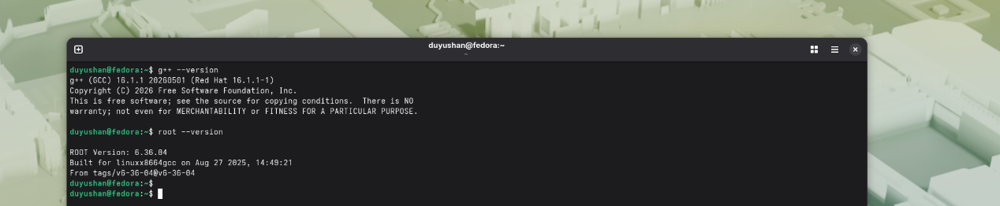 duyushan@fedora:~
~
duyushan@fedora:~$ g++ --version
g++ (GCC) 16.1.1 20260501 (Red Hat 16.1.1-1)
Copyright (C) 2026 Free Software Foundation, Inc.
This is free software; see the source for copying conditions.  There is NO
warranty; not even for MERCHANTABILITY or FITNESS FOR A PARTICULAR PURPOSE.
duyushan@fedora:~$ root --version
ROOT Version: 6.36.04
Built for linuxx8664gcc on Aug 27 2025, 14:49:21
From tags/v6-36-04@v6-36-04
duyushan@fedora:~$
duyushan@fedora:~$